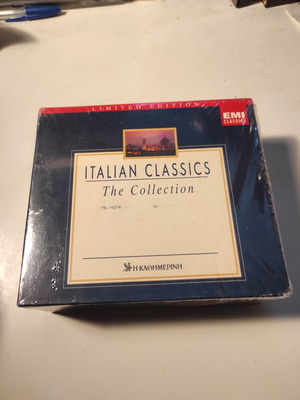 LIMITED EDITION
EMI
CLASSICS
ITALIAN CLASSICS
The Collection
Η ΚΑΘΗΜΕΡΙΝΗ